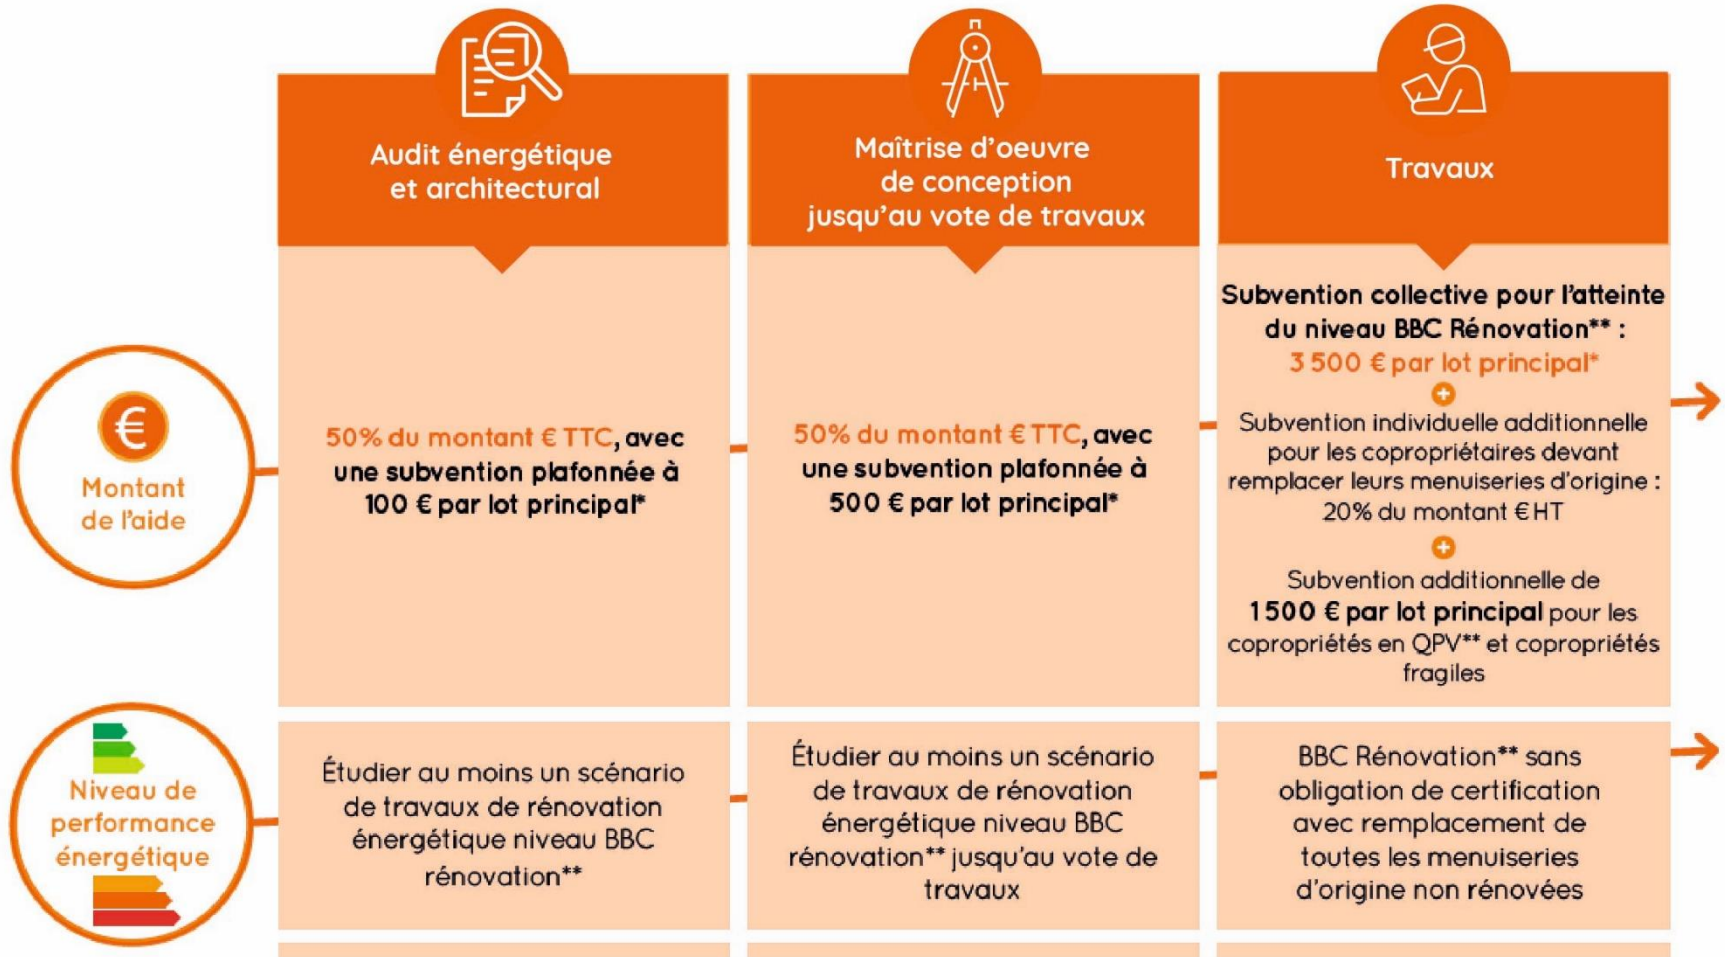 Audit énergétique
et architectural
Maîtrise d'oeuvre
de conception
jusqu'au vote de travaux
Travaux
€
Montant
de l'aide
50% du montant € TTC, avec
une subvention plafonnée à
100 € par lot principal*
50% du montant € TTC, avec
une subvention plafonnée à
500 € par lot principal*
Subvention collective pour l'atteinte
du niveau BBC Rénovation** :
3 500 € par lot principal*
+
Subvention individuelle additionnelle
pour les copropriétaires devant
remplacer leurs menuiseries d'origine :
20% du montant € HT
+
Subvention additionnelle de
1 500 € par lot principal pour les
copropriétés en QPV** et copropriétés
fragiles
Niveau de
performance
énergétique
Étudier au moins un scénario
de travaux de rénovation
énergétique niveau BBC
rénovation**
Étudier au moins un scénario
de travaux de rénovation
énergétique niveau BBC
rénovation** jusqu'au vote de
travaux
BBC Rénovation** sans
obligation de certification
avec remplacement de
toutes les menuiseries
d'origine non rénovées